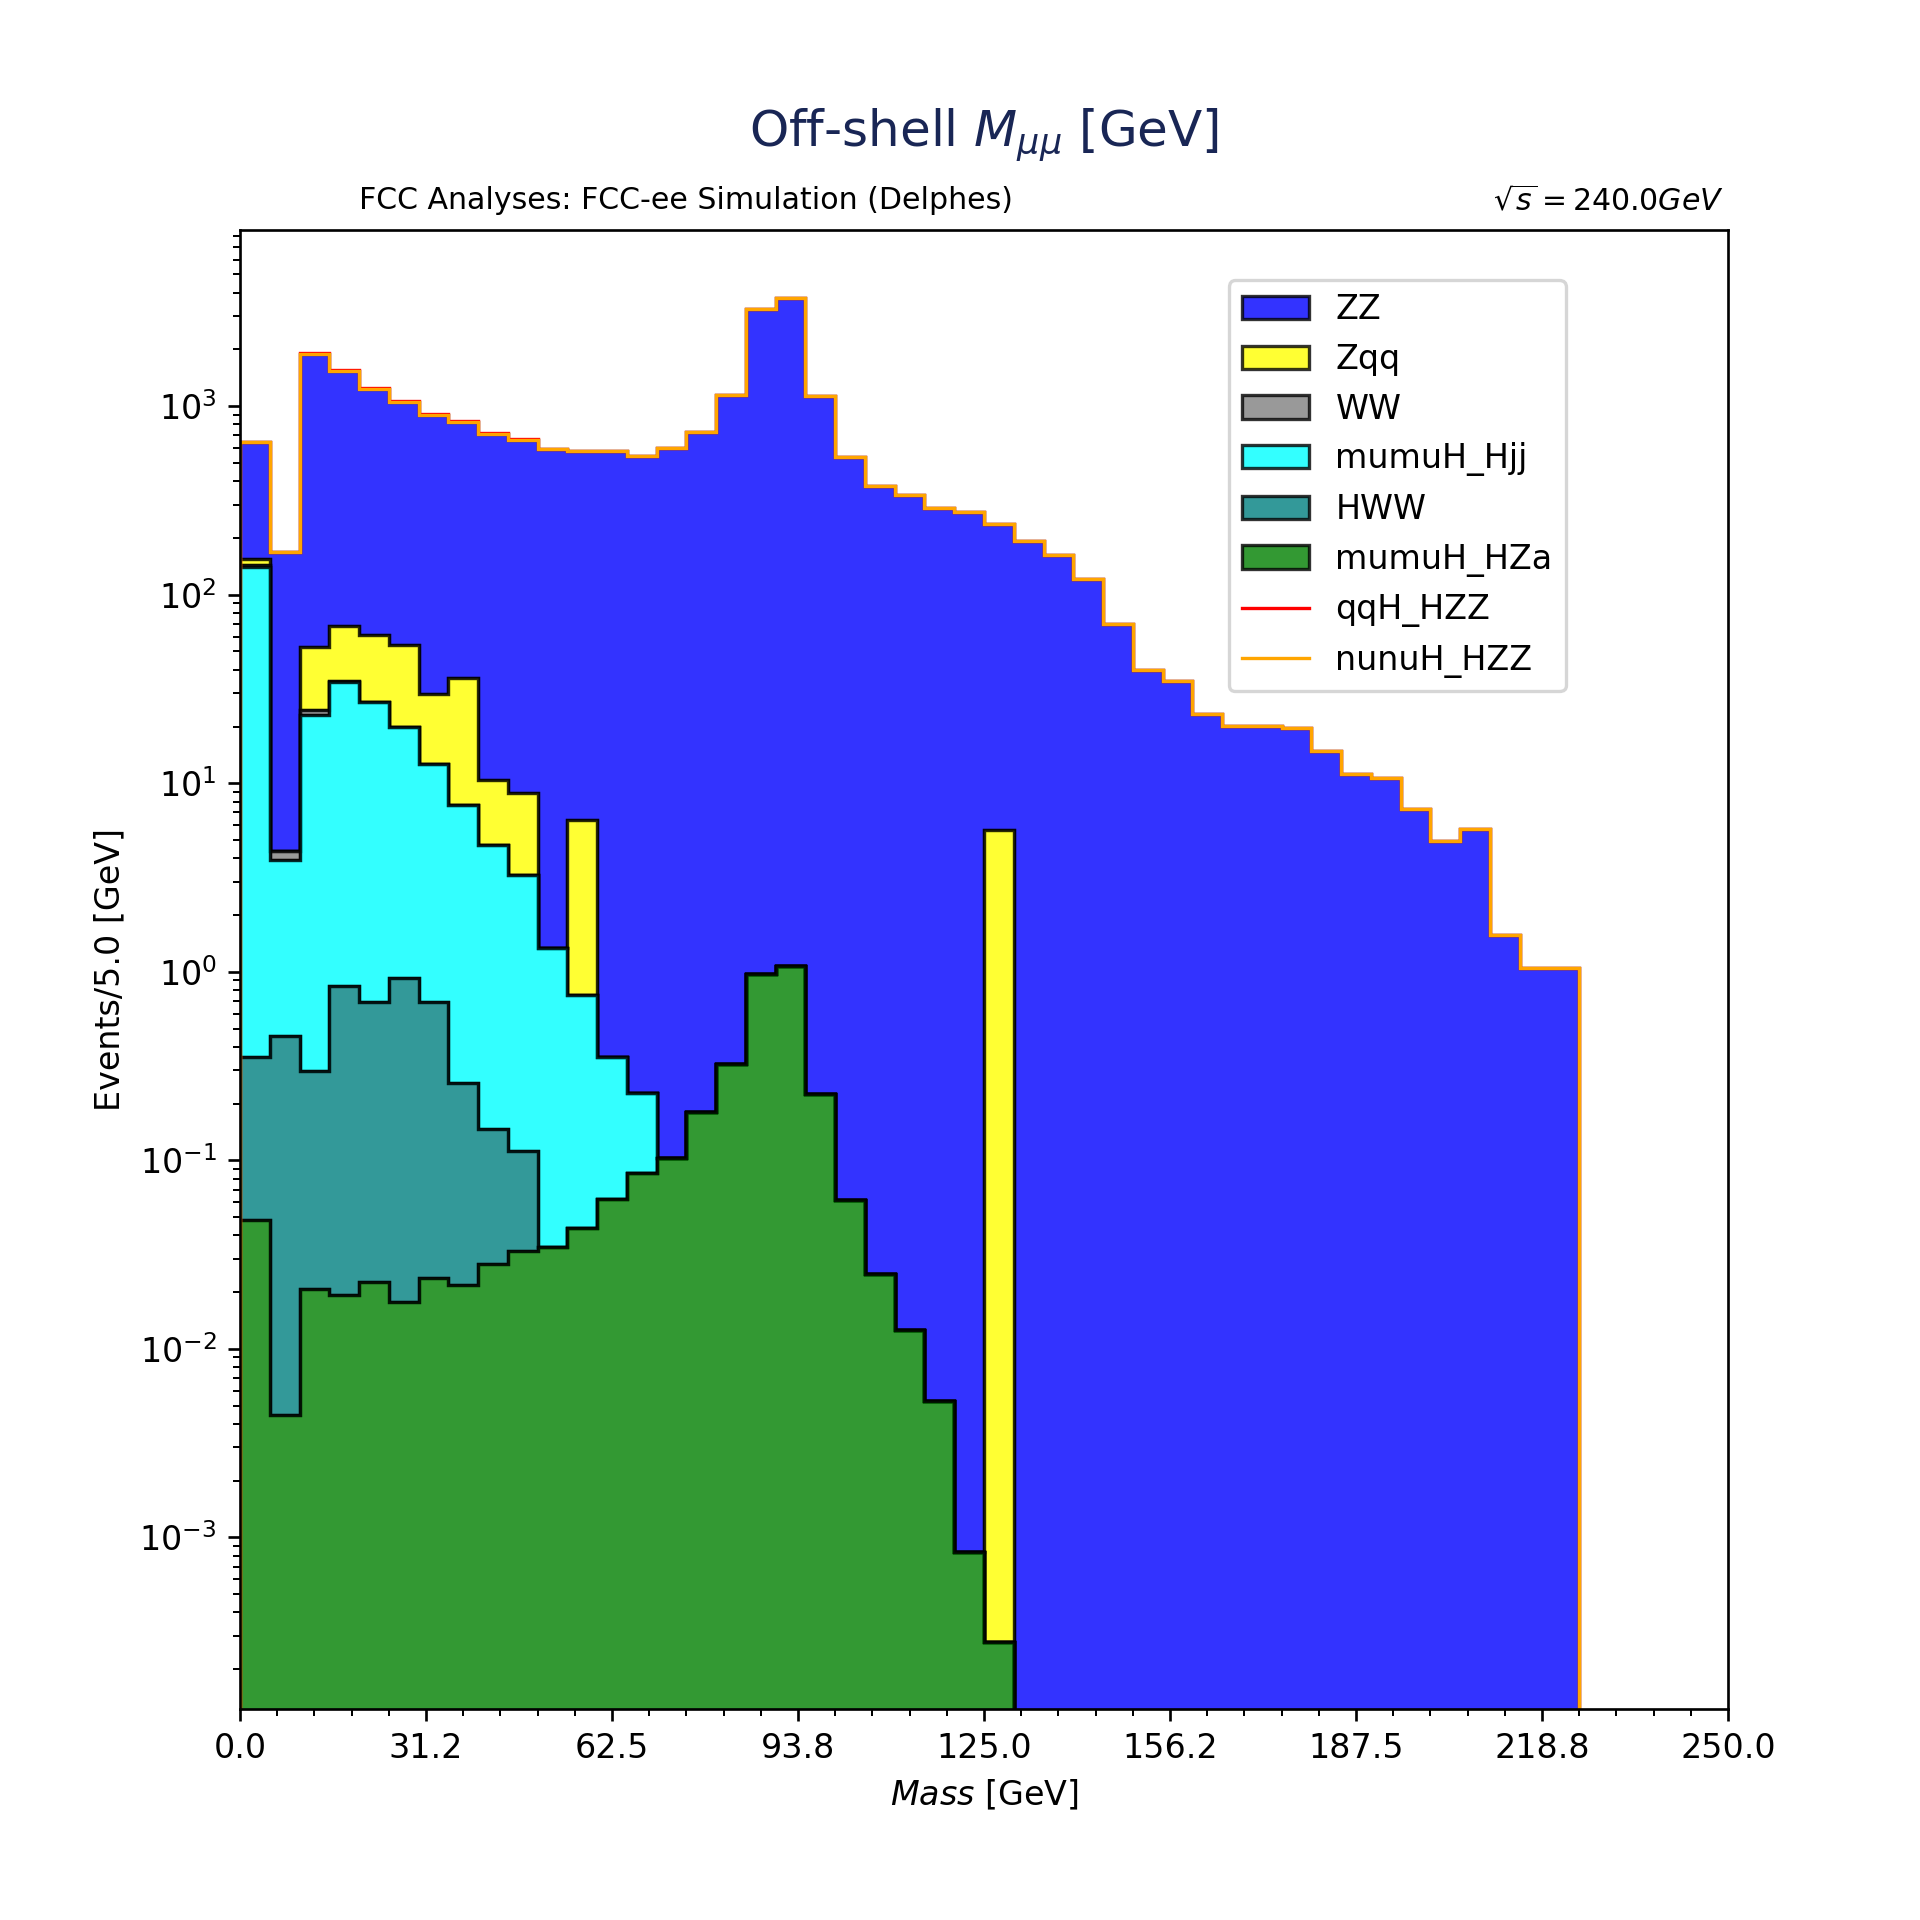 Off-shell $M_{\mu\mu}$ [GeV]
FCC Analyses: FCC-ee Simulation (Delphes)
$\sqrt{s} = 240.0GeV$
ZZ
Zqq
WW
mumuH_Hjj
HWW
mumuH_HZa
qqH_HZZ
nunuH_HZZ
Events/5.0 [GeV]
$10^{3}$
$10^{2}$
$10^{1}$
$10^{0}$
$10^{-1}$
$10^{-2}$
$10^{-3}$
0.0 31.2 62.5 93.8 125.0 156.2 187.5 218.8 250.0
Mass [GeV]